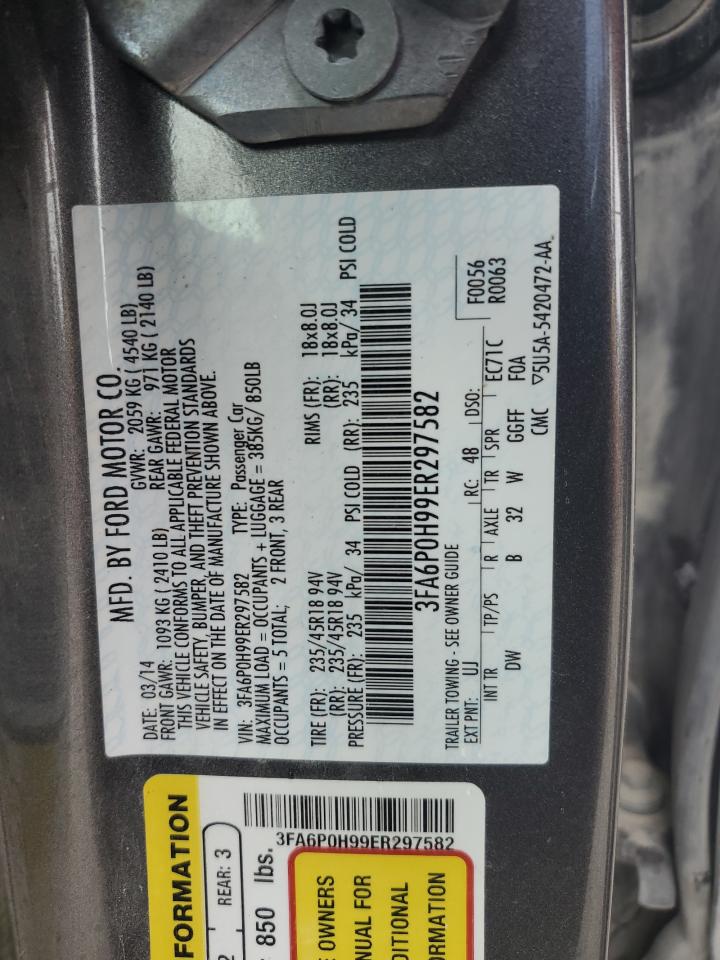 MFD. BY FORD MOTOR CO.
DATE: 03/14 GVWR: 2059 KG ( 4540 LB)
FRONT GAWR: 1093 KG ( 2410 LB) REAR GAWR: 971 KG ( 2140 LB)
THIS VEHICLE CONFORMS TO ALL APPLICABLE FEDERAL MOTOR
VEHICLE SAFETY, BUMPER, AND THEFT PREVENTION STANDARDS
IN EFFECT ON THE DATE OF MANUFACTURE SHOWN ABOVE.
VIN: 3FA6P0H99ER297582 TYPE: Passenger Car
MAXIMUM LOAD = OCCUPANTS + LUGGAGE = 385KG/ 850LB
OCCUPANTS = 5 TOTAL; 2 FRONT, 3 REAR
TIRE (FR): 235/45R18 94V RIMS (FR): 18x8.0J
(RR): 235/45R18 94V (RR): 18x8.0J
PRESSURE (FR): 235 kPa/ 34 PSI COLD (RR): 235 kPa/ 34 PSI COLD
3FA6P0H99ER297582
TRAILER TOWING - SEE OWNER GUIDE
F0056
EXT PNT: UJ RC: 48 DSO: R0063
INT TR TP/PS R AXLE TR SPR EC71C
DW B 32 W GGFF F0A
CMC ▽5U5A-5420472-AA
FORMATION
REAR: 3
3FA6P0H99ER297582
850 lbs.
OWNERS
NUAL FOR
DITIONAL
ORMATION